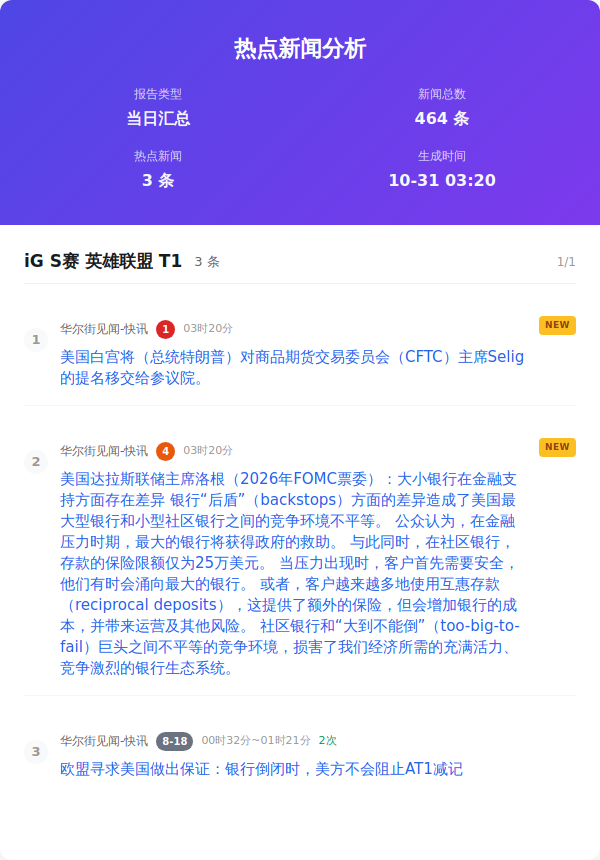 热点新闻分析
报告类型
当日汇总
新闻总数
464 条
热点新闻
3 条
生成时间
10-31 03:20
iG S赛 英雄联盟 T1 3 条 1/1
1 华尔街见闻-快讯 1 03时20分 NEW
美国白宫将（总统特朗普）对商品期货交易委员会（CFTC）主席Selig
的提名移交给参议院。
2 华尔街见闻-快讯 4 03时20分 NEW
美国达拉斯联储主席洛根（2026年FOMC票委）：大小银行在金融支
持方面存在差异 银行“后盾”（backstops）方面的差异造成了美国最
大型银行和小型社区银行之间的竞争环境不平等。 公众认为，在金融
压力时期，最大的银行将获得政府的救助。 与此同时，在社区银行，
存款的保险限额仅为25万美元。 当压力出现时，客户首先需要安全，
他们有时会涌向最大的银行。 或者，客户越来越多地使用互惠存款
（reciprocal deposits），这提供了额外的保险，但会增加银行的成
本，并带来运营及其他风险。 社区银行和“大到不能倒”（too-big-to-
fail）巨头之间不平等的竞争环境，损害了我们经济所需的充满活力、
竞争激烈的银行生态系统。
3 华尔街见闻-快讯 8-18 00时32分~01时21分 2次
欧盟寻求美国做出保证：银行倒闭时，美方不会阻止AT1减记